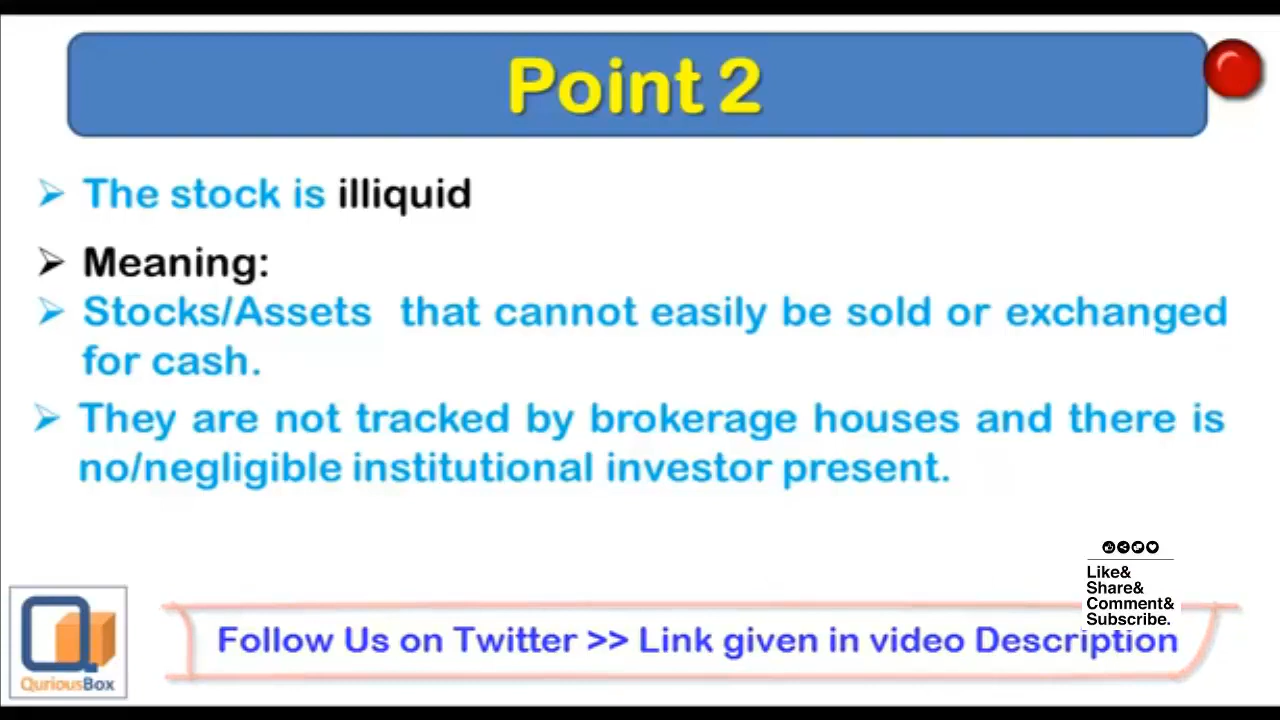 Point 2
The stock is illiquid
Meaning:
Stocks/Assets that cannot easily be sold or exchanged
for cash.
They are not tracked by brokerage houses and there is
no/negligible institutional investor present.
Like&
Share&
Comment&
Subscribe.
Follow Us on Twitter >> Link given in video Description
QuriousBox